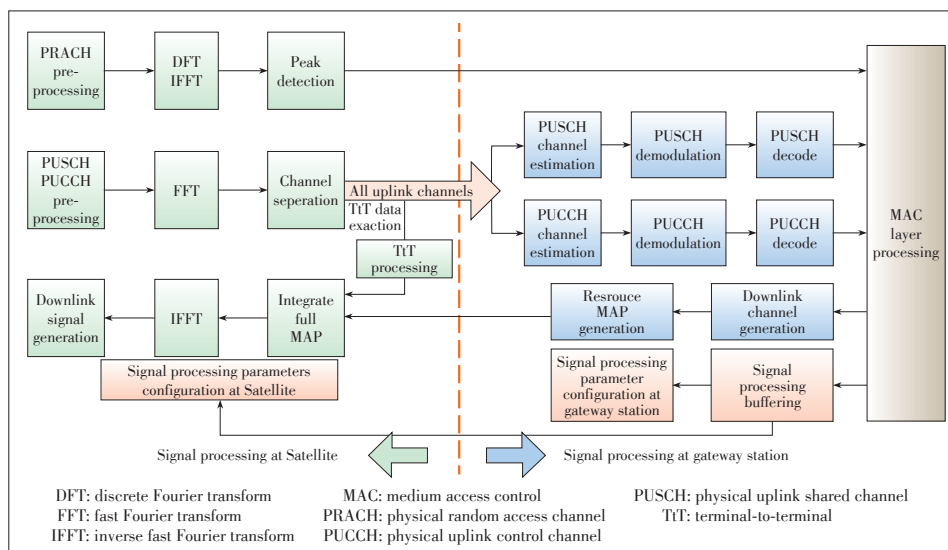 PRACH
pre-
processing
DFT
IFFT
Peak
detection
PUSCH
PUCCH
pre-
processing
FFT
Channel
seperation
All uplink channels
TtT data
exaction
TtT
processing
PUSCH
channel
estimation
PUSCH
demodulation
PUSCH
decode
PUCCH
channel
estimation
PUCCH
demodulation
PUCCH
decode
MAC
layer
processing
Downlink
signal
generation
IFFT
Integrate
full
MAP
Resrouce
MAP
generation
Downlink
channel
generation
Signal processing parameters
configuration at Satellite
Signal processing
parameter
configuration at
gateway station
Signal
processing
buffering
Signal processing at Satellite
Signal processing at gateway station
DFT: discrete Fourier transform
FFT: fast Fourier transform
IFFT: inverse fast Fourier transform
MAC: medium access control
PRACH: physical random access channel
PUCCH: physical uplink control channel
PUSCH: physical uplink shared channel
TtT: terminal-to-terminal